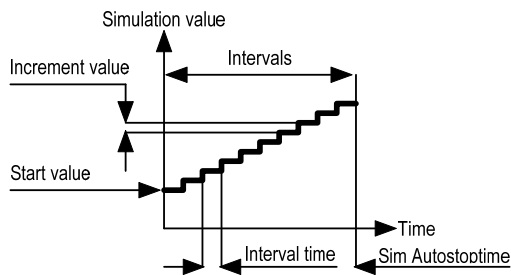 Simulation value
Intervals
Increment value
Start value
Time
Interval time
Sim Autostoptime